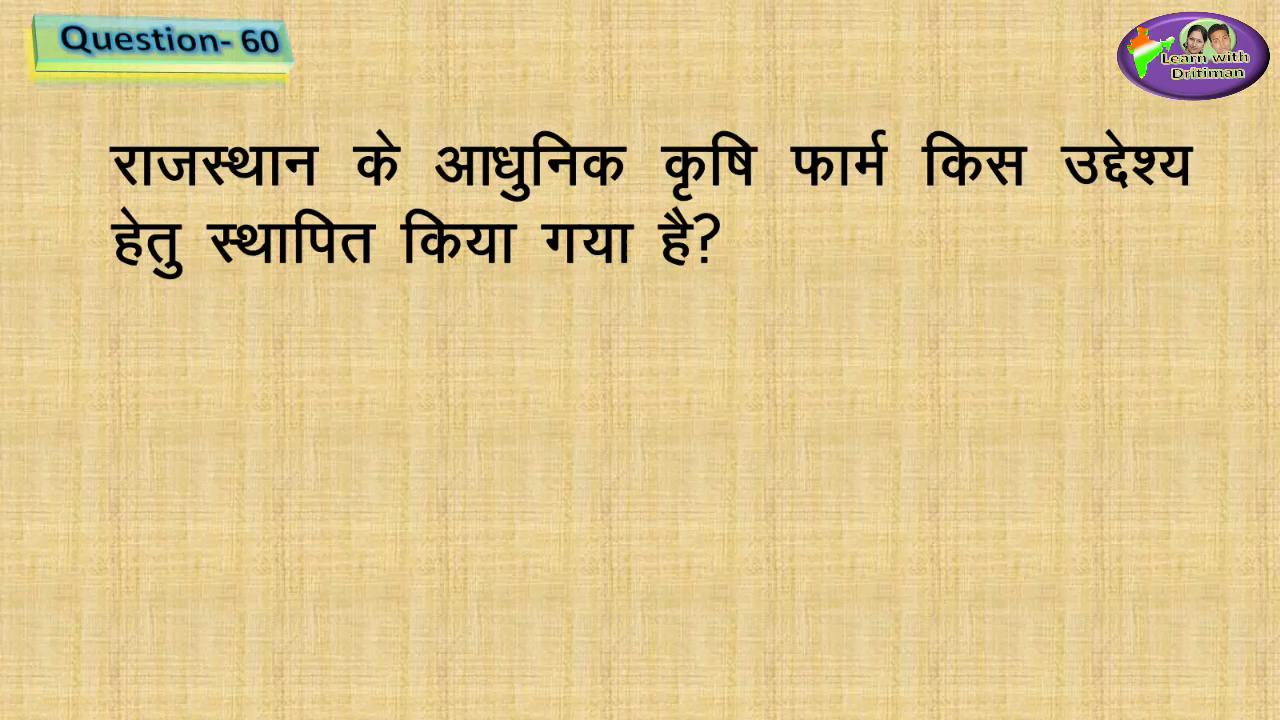 Question- 60
Learn with
Dritiman
राजस्थान के आधुनिक कृषि फार्म किस उद्देश्य
हेतु स्थापित किया गया है?